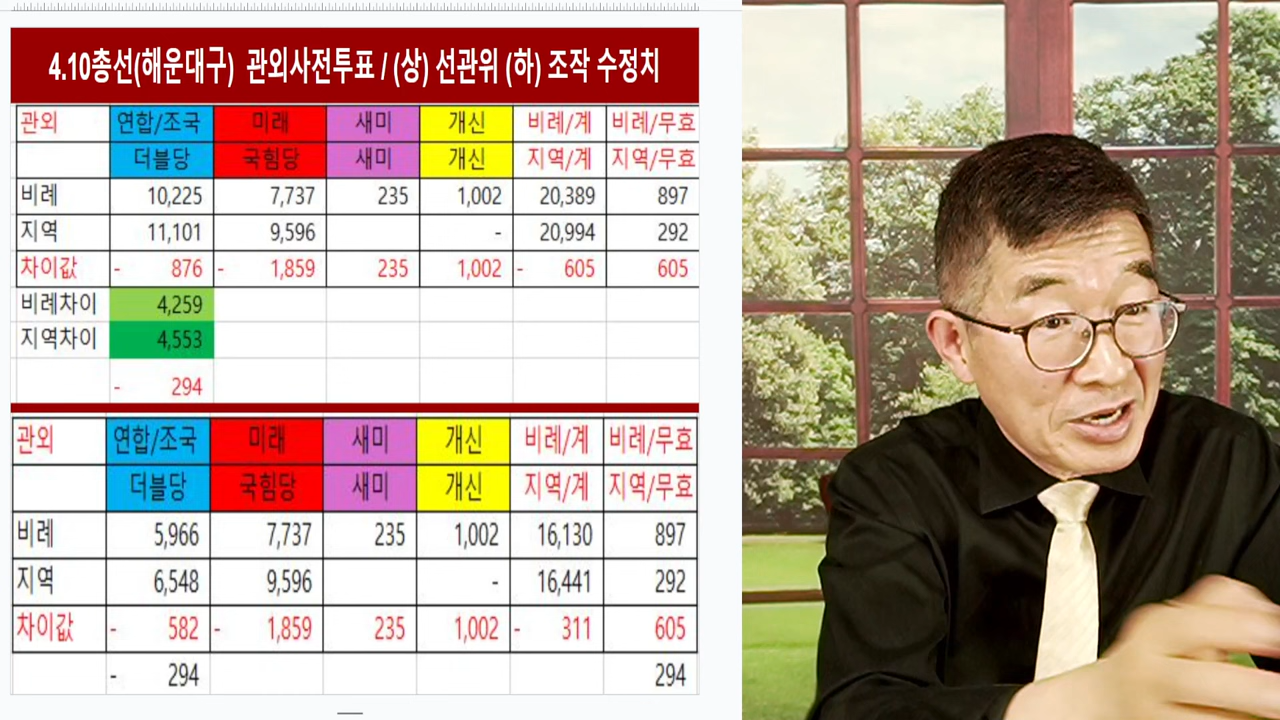 4.10총선(해운대구) 관외사전투표 / (상) 선관위 (하) 조작 수정치
관외 연합/조국 미래 새미 개신 비례/계 비례/무효
더블당 국힘당 새미 개신 지역/계 지역/무효
비례 10,225 7,737 235 1,002 20,389 897
지역 11,101 9,596 - 20,994 292
차이값 - 876 - 1,859 235 1,002 - 605 605
비례차이 4,259
지역차이 4,553
- 294
관외 연합/조국 미래 새미 개신 비례/계 비례/무효
더블당 국힘당 새미 개신 지역/계 지역/무효
비례 5,966 7,737 235 1,002 16,130 897
지역 6,548 9,596 - 16,441 292
차이값 - 582 - 1,859 235 1,002 - 311 605
- 294 294